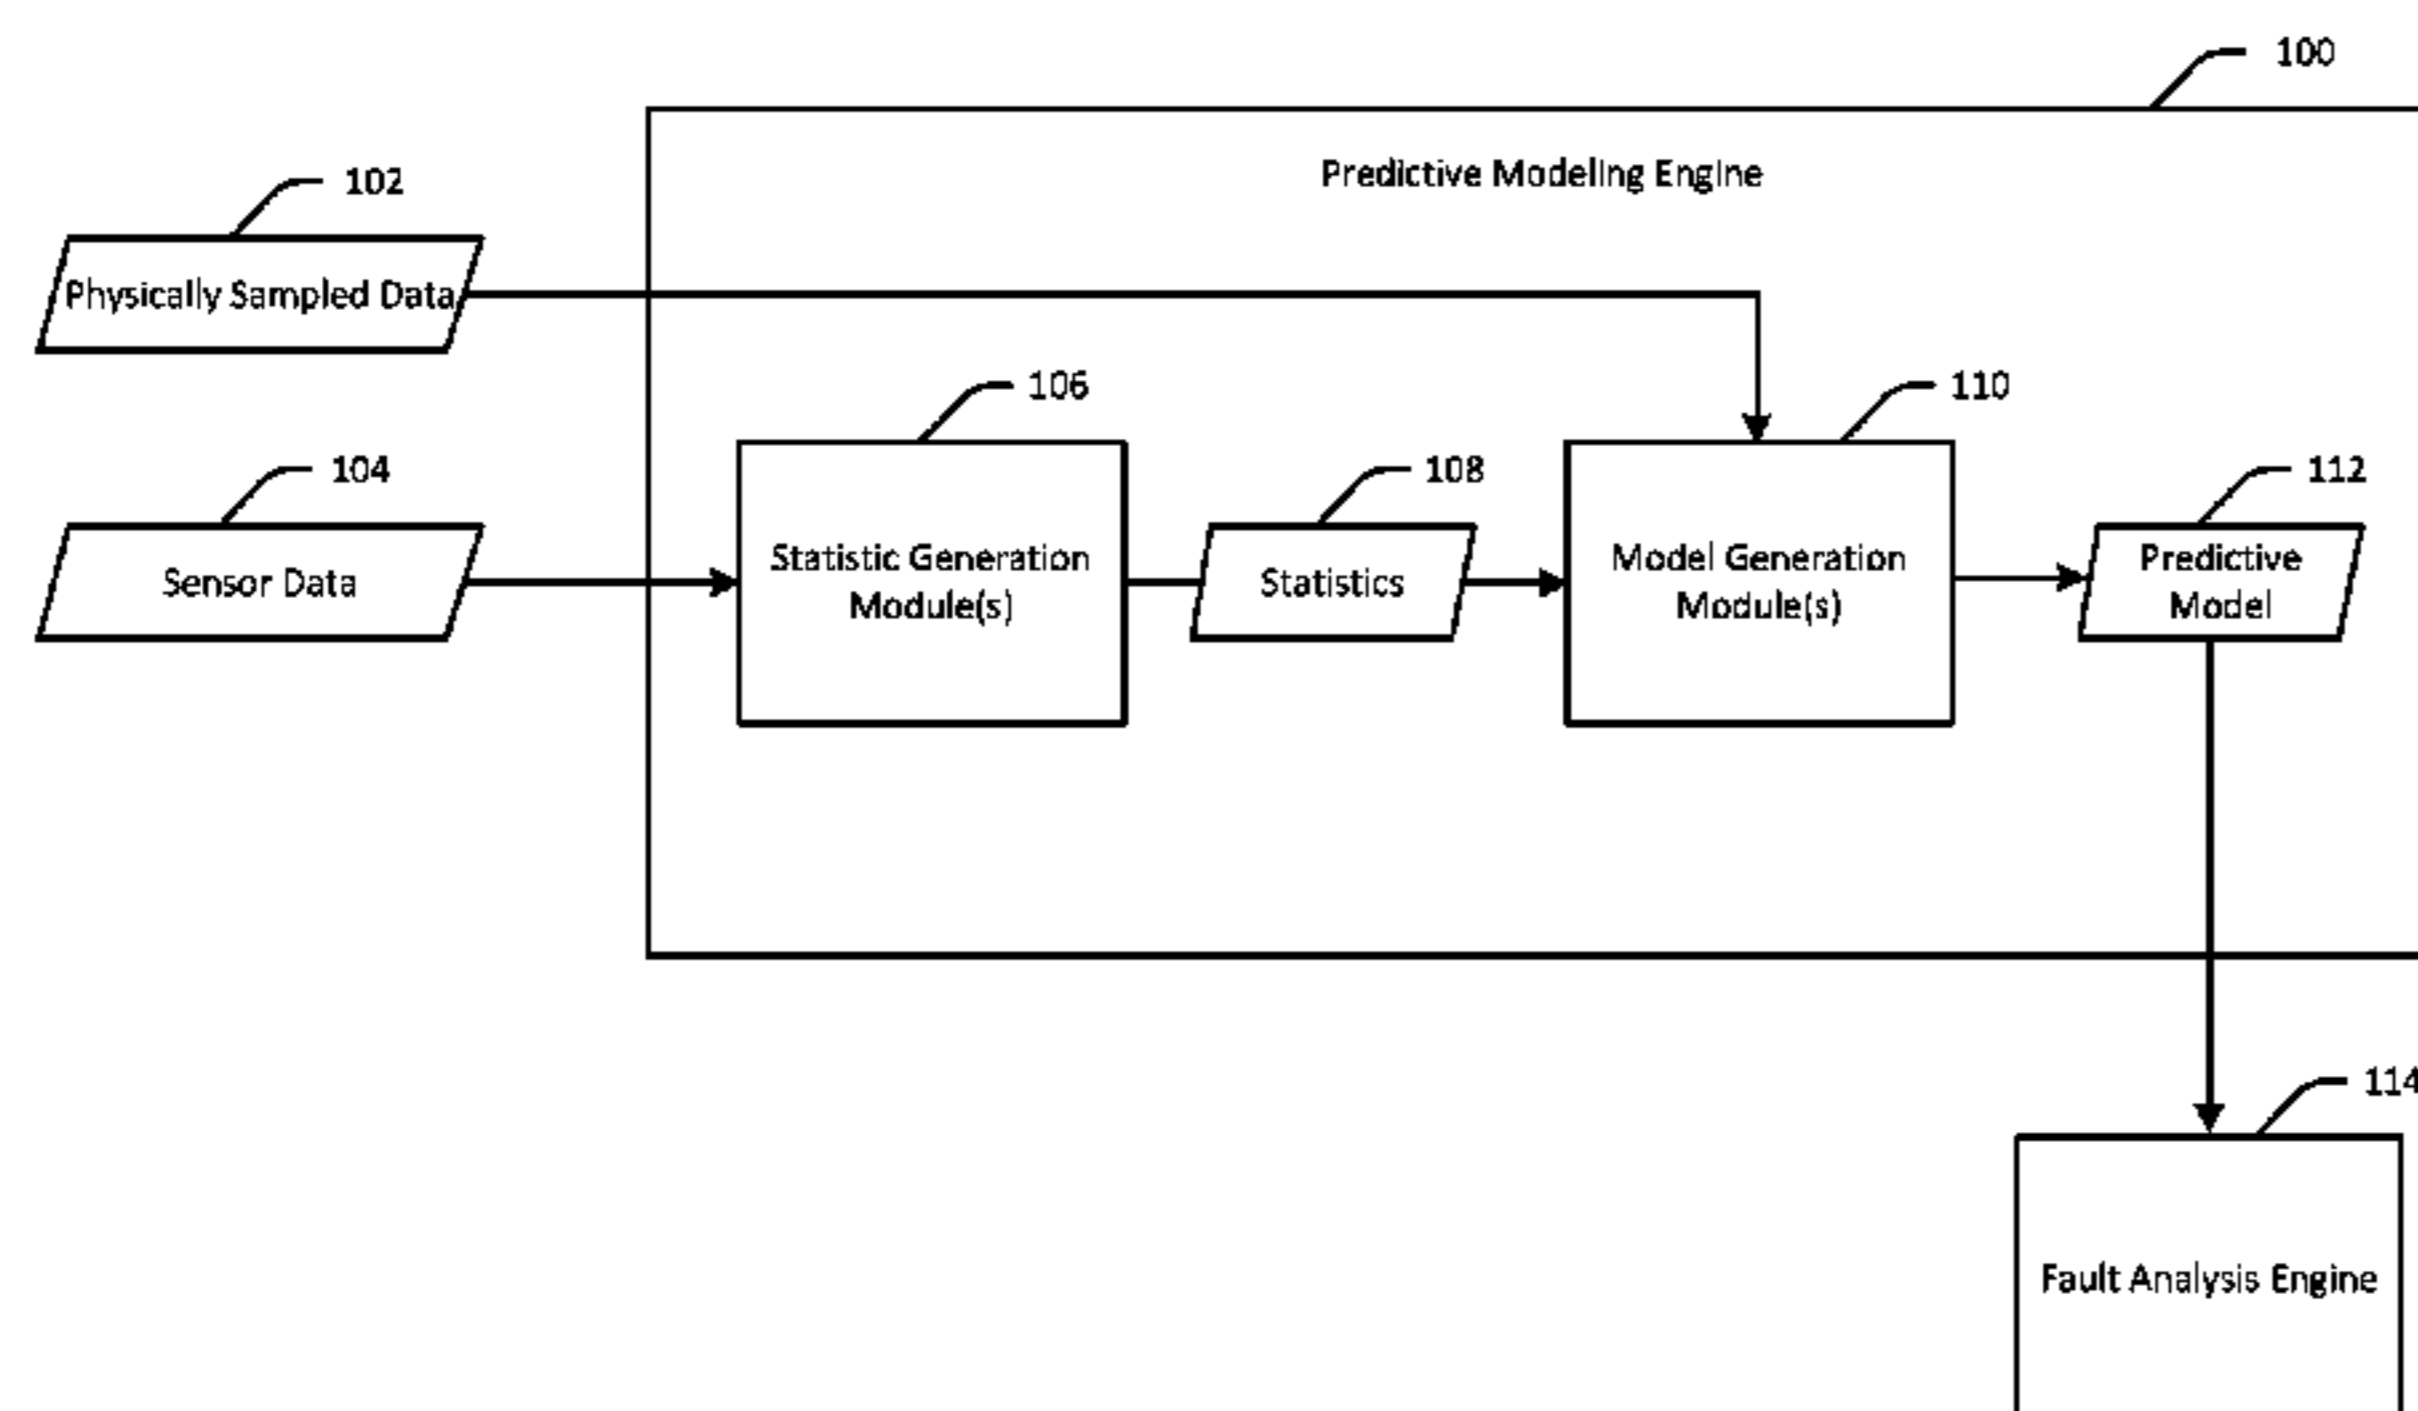 100
Predictive Modeling Engine
102
Physically Sampled Data
106
110
104
108
112
Sensor Data
Statistic Generation
Module(s)
Statistics
Model Generation
Module(s)
Predictive
Model
114
Fault Analysis Engine